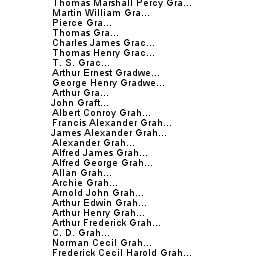 Thomas Marshall Percy Gra...
Martin William Gra...
Pierce Gra...
Thomas Gra...
Charles James Grac...
Thomas Henry Grac...
T. S. Grac...
Arthur Ernest Gradwe...
George Henry Gradwe...
Arthur Gra...
John Graft...
Albert Conroy Grah...
Francis Alexander Grah...
James Alexander Grah...
Alexander Grah...
Alfred James Grah...
Alfred George Grah...
Allan Grah...
Archie Grah...
Arnold John Grah...
Arthur Edwin Grah...
Arthur Henry Grah...
Arthur Frederick Grah...
C. D. Grah...
Norman Cecil Grah...
Frederick Cecil Harold Grah...